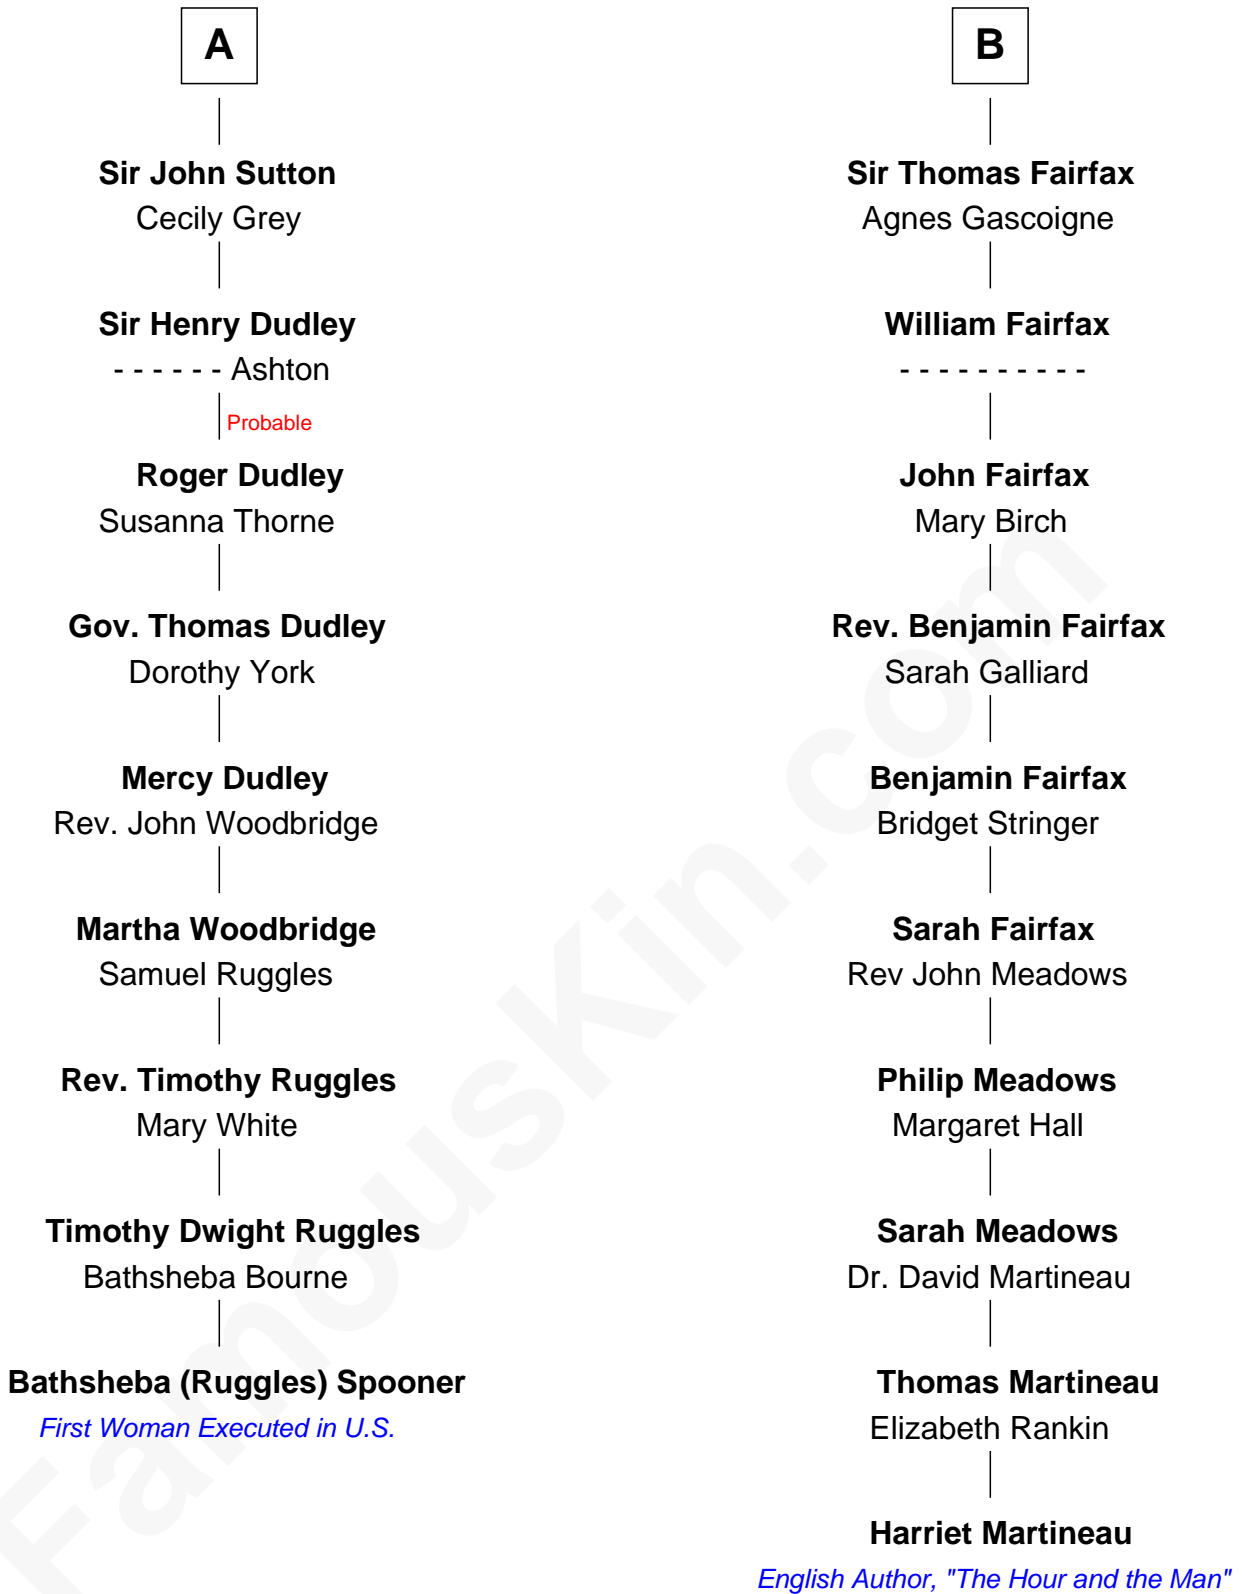 A
Sir John Sutton
Cecily Grey
Sir Henry Dudley
- - - - - - Ashton
Probable
Roger Dudley
Susanna Thorne
Gov. Thomas Dudley
Dorothy York
Mercy Dudley
Rev. John Woodbridge
Martha Woodbridge
Samuel Ruggles
Rev. Timothy Ruggles
Mary White
Timothy Dwight Ruggles
Bathsheba Bourne
Bathsheba (Ruggles) Spooner
First Woman Executed in U.S.
B
Sir Thomas Fairfax
Agnes Gascoigne
William Fairfax
- - - - - - - - - -
John Fairfax
Mary Birch
Rev. Benjamin Fairfax
Sarah Galliard
Benjamin Fairfax
Bridget Stringer
Sarah Fairfax
Rev John Meadows
Philip Meadows
Margaret Hall
Sarah Meadows
Dr. David Martineau
Thomas Martineau
Elizabeth Rankin
Harriet Martineau
English Author, "The Hour and the Man"
FamousKin.com